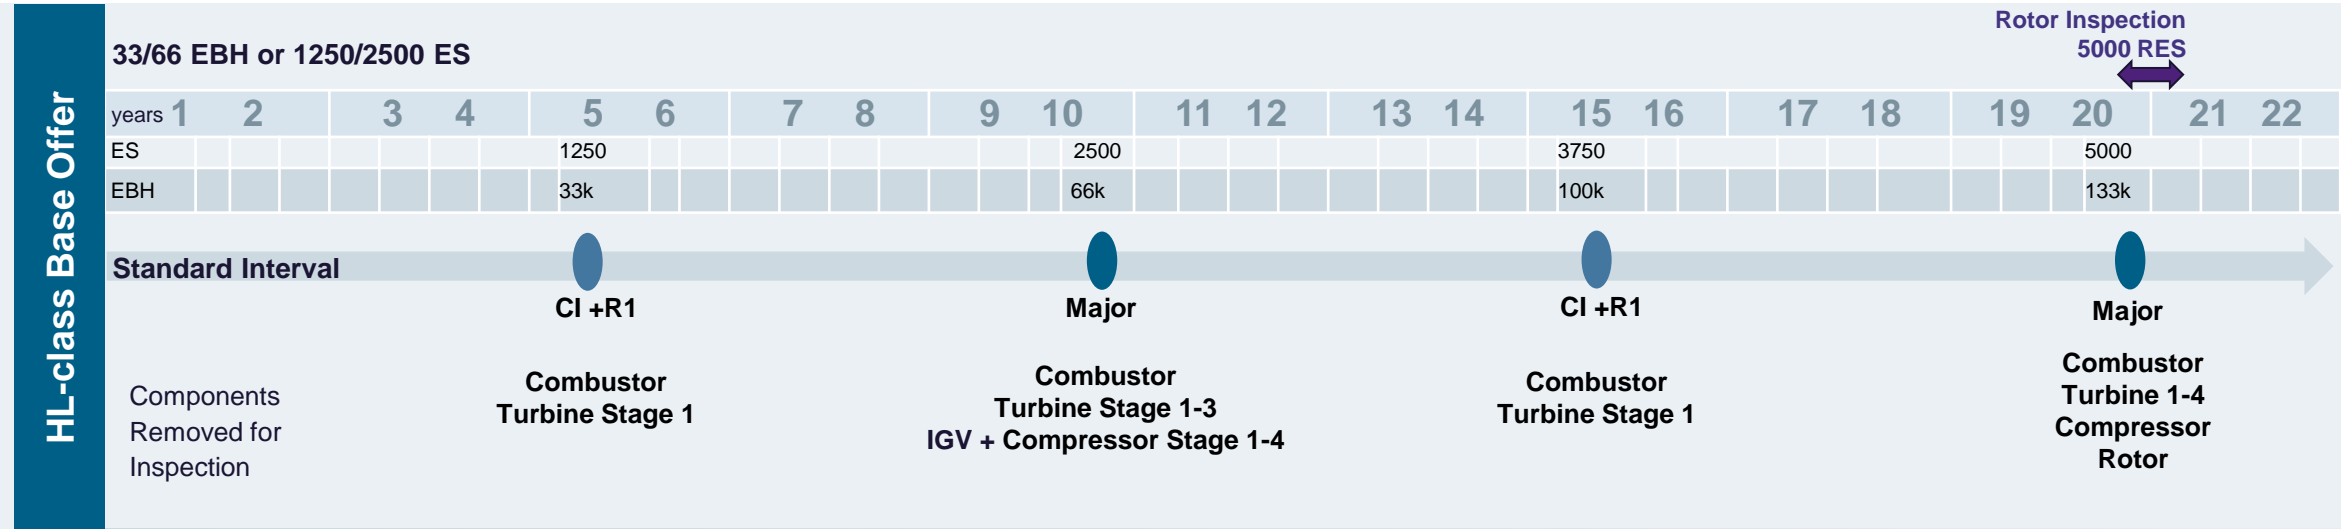 HL-class Base Offer
Rotor Inspection
5000 RES
33/66 EBH or 1250/2500 ES
years 1 2 3 4 5 6 7 8 9 10 11 12 13 14 15 16 17 18 19 20 21 22
ES 1250 2500 3750 5000
EBH 33k 66k 100k 133k
Standard Interval
CI +R1
Major
CI +R1
Major
Components
Removed for
Inspection
Combustor
Turbine Stage 1
Combustor
Turbine Stage 1-3
IGV + Compressor Stage 1-4
Combustor
Turbine Stage 1
Combustor
Turbine 1-4
Compressor
Rotor